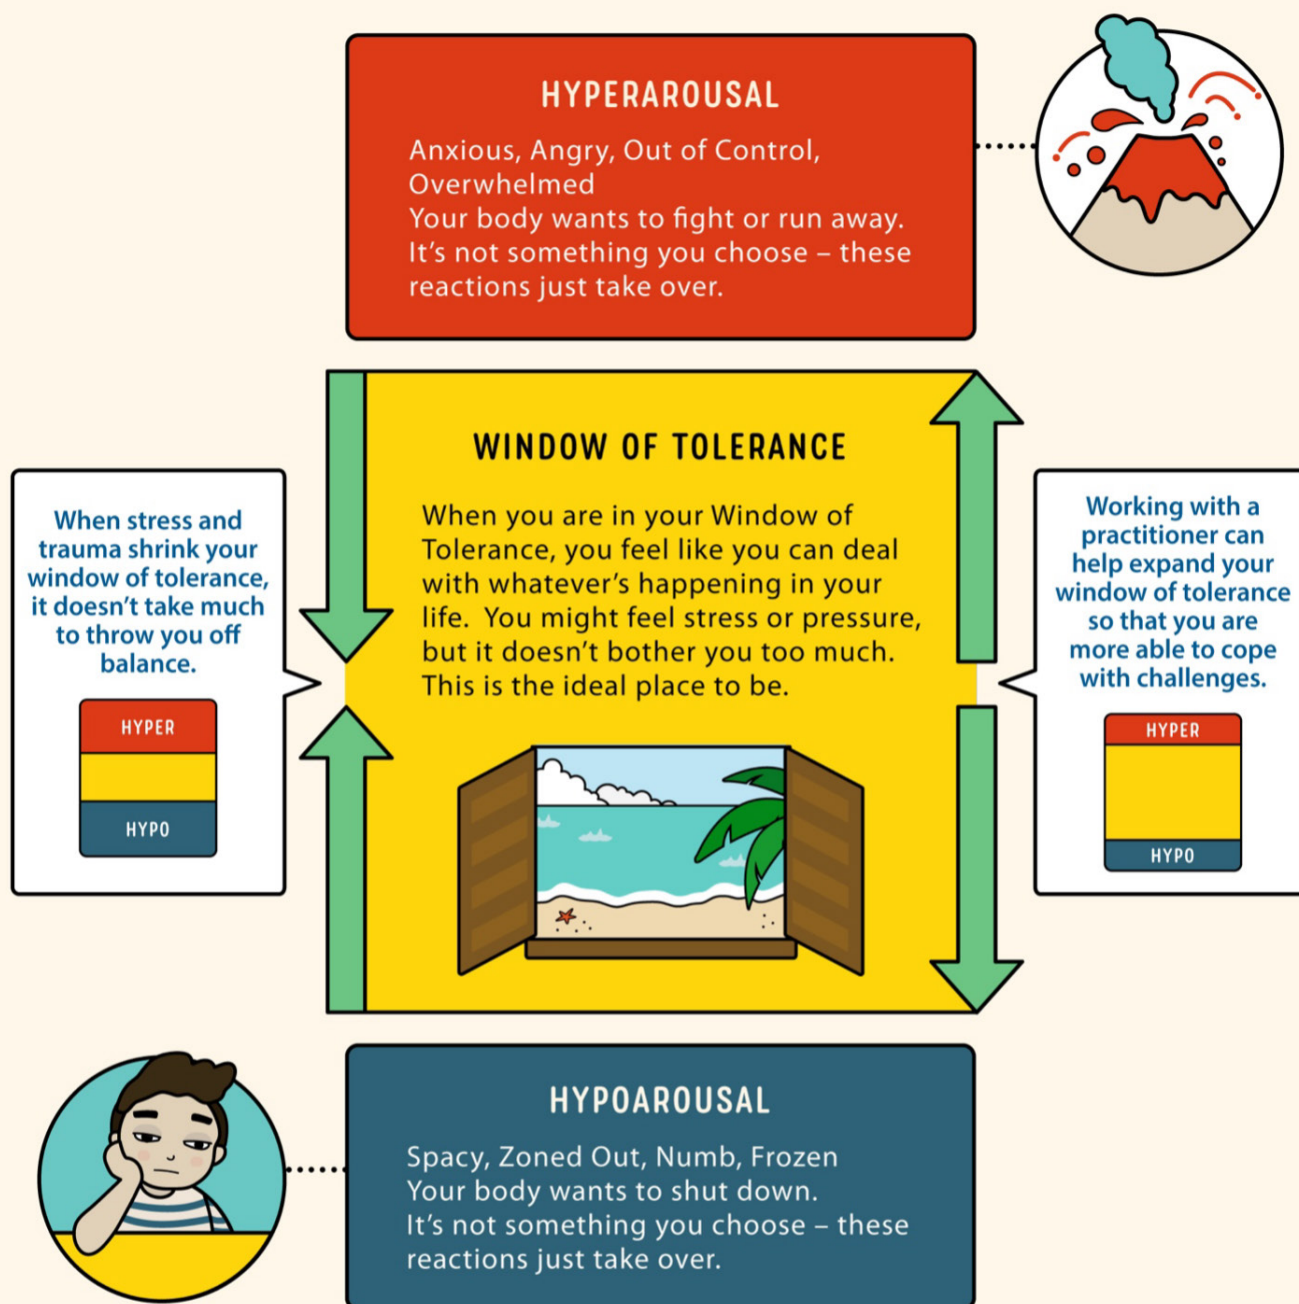 HYPERAROUSAL
Anxious, Angry, Out of Control,
Overwhelmed
Your body wants to fight or run away.
It’s not something you choose – these
reactions just take over.
When stress and
trauma shrink your
window of tolerance,
it doesn’t take much
to throw you off
balance.
HYPER
HYPO
WINDOW OF TOLERANCE
When you are in your Window of
Tolerance, you feel like you can deal
with whatever’s happening in your
life.  You might feel stress or pressure,
but it doesn’t bother you too much.
This is the ideal place to be.
Working with a
practitioner can
help expand your
window of tolerance
so that you are
more able to cope
with challenges.
HYPER
HYPO
HYPOAROUSAL
Spacy, Zoned Out, Numb, Frozen
Your body wants to shut down.
It’s not something you choose – these
reactions just take over.